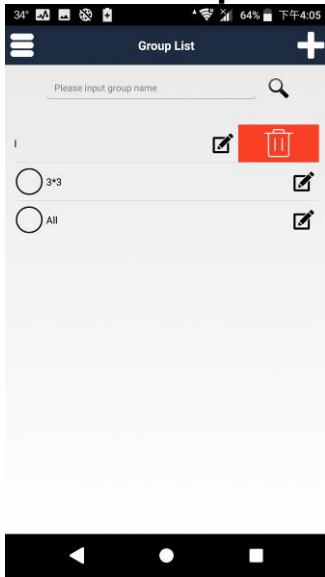 34° 64% 下午4:05
Group List
Please input group name
I
3*3
All